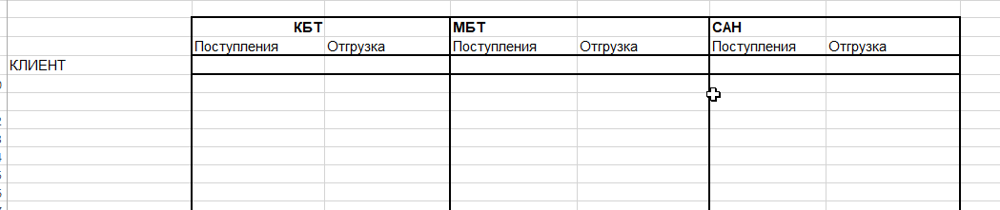 КБТ МБТ САН
Поступления Отгрузка Поступления Отгрузка Поступления Отгрузка
КЛИЕНТ